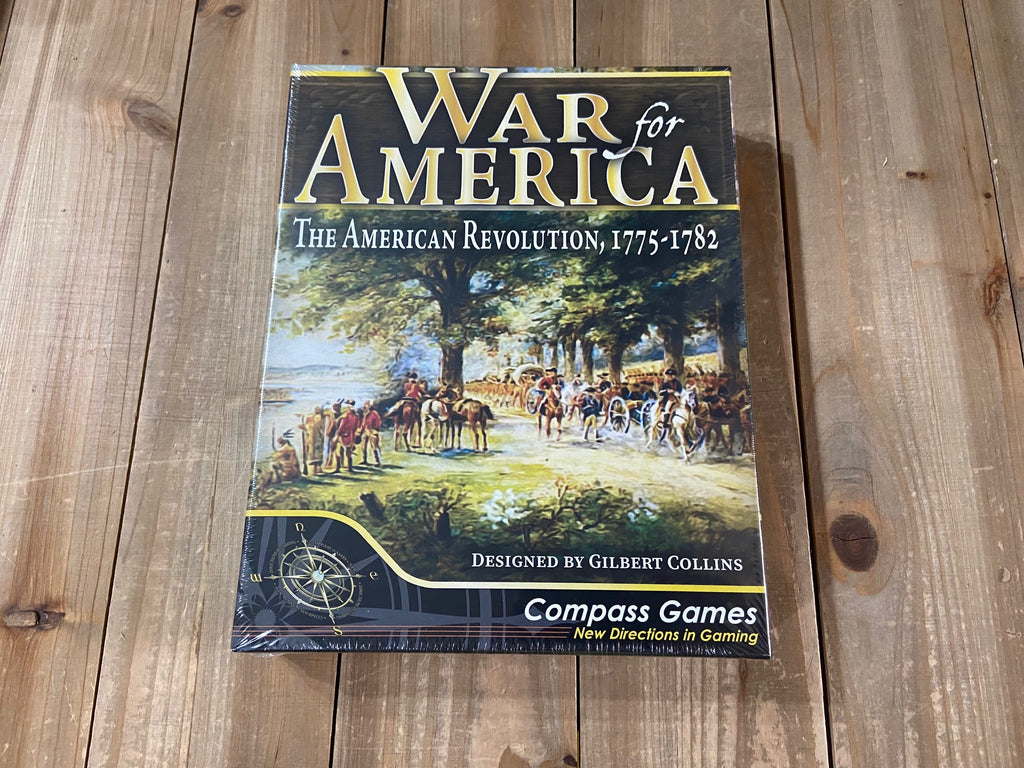 WAR for
AMERICA
THE AMERICAN REVOLUTION, 1775-1782
DESIGNED BY GILBERT COLLINS
n
w e
s
Compass Games
New Directions in Gaming